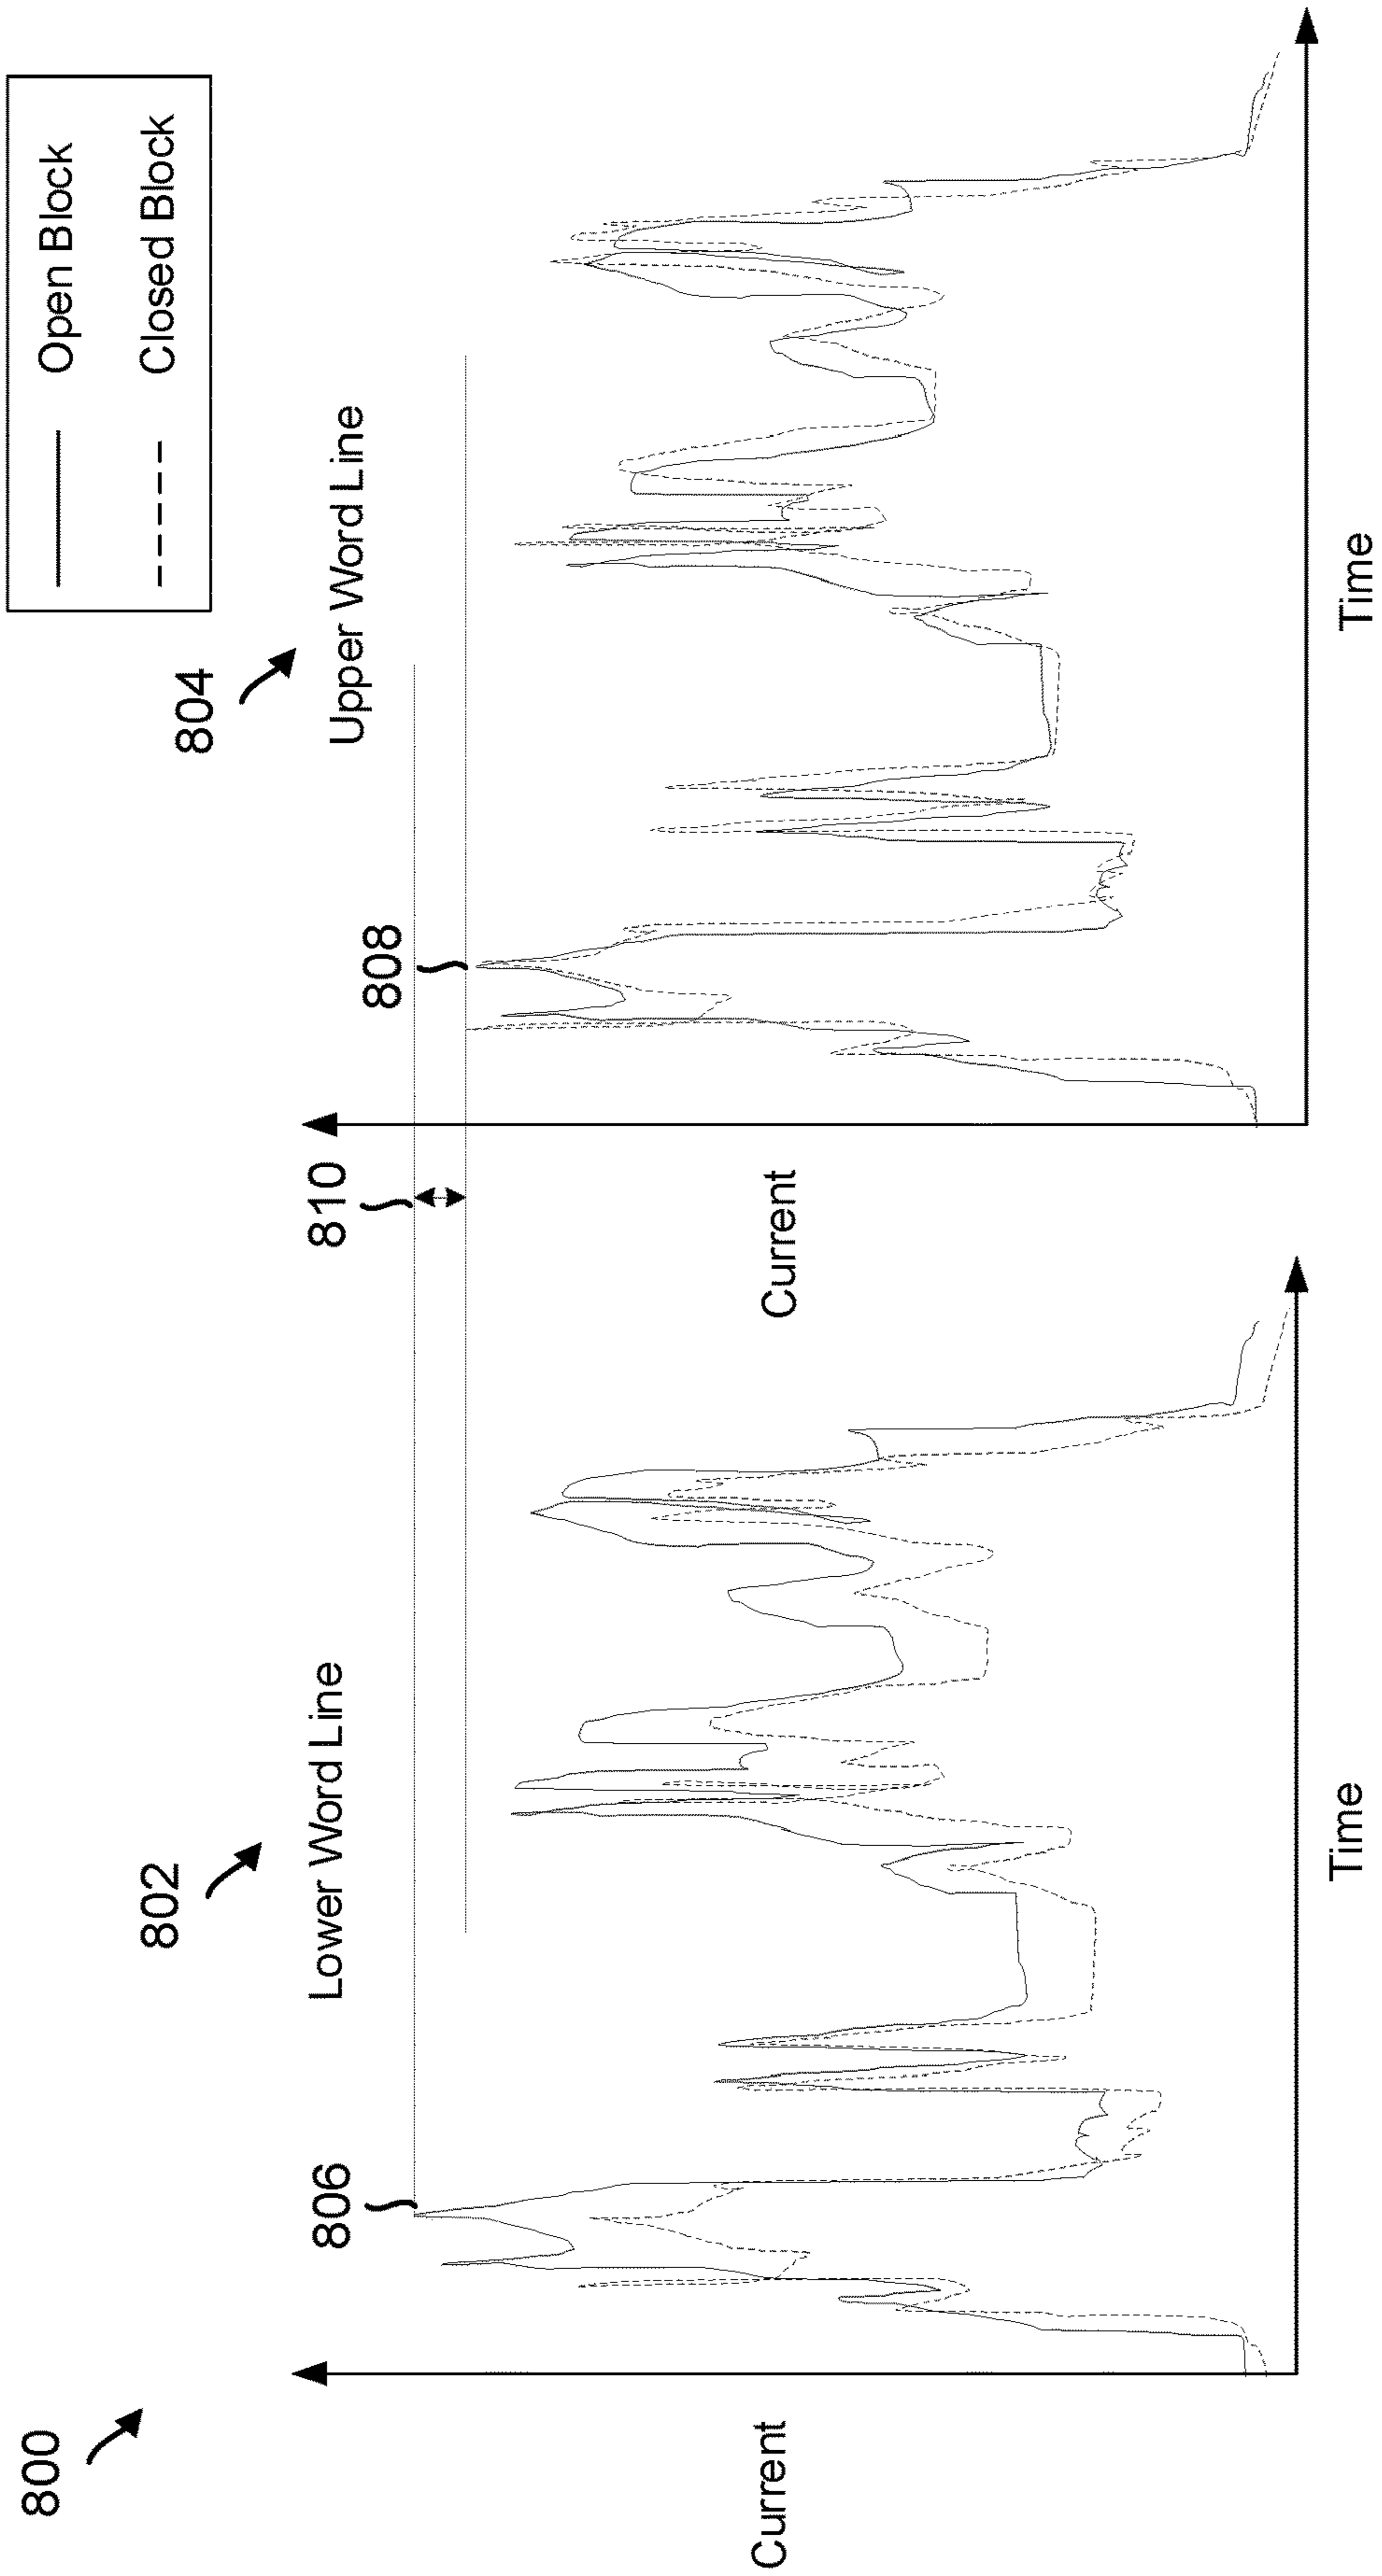 800
802
Lower Word Line
806
Current
Time
810
804
Upper Word Line
808
Current
Time
Open Block
Closed Block